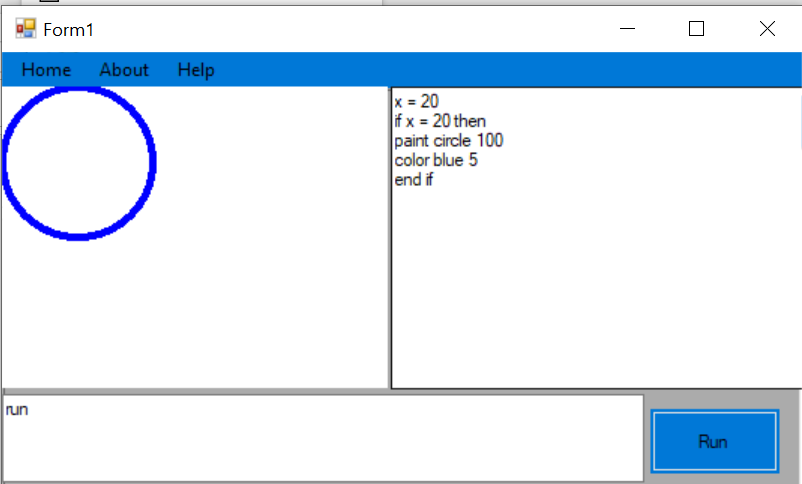 Form1
Home About Help
x = 20
if x = 20 then
paint circle 100
color blue 5
end if
run
Run